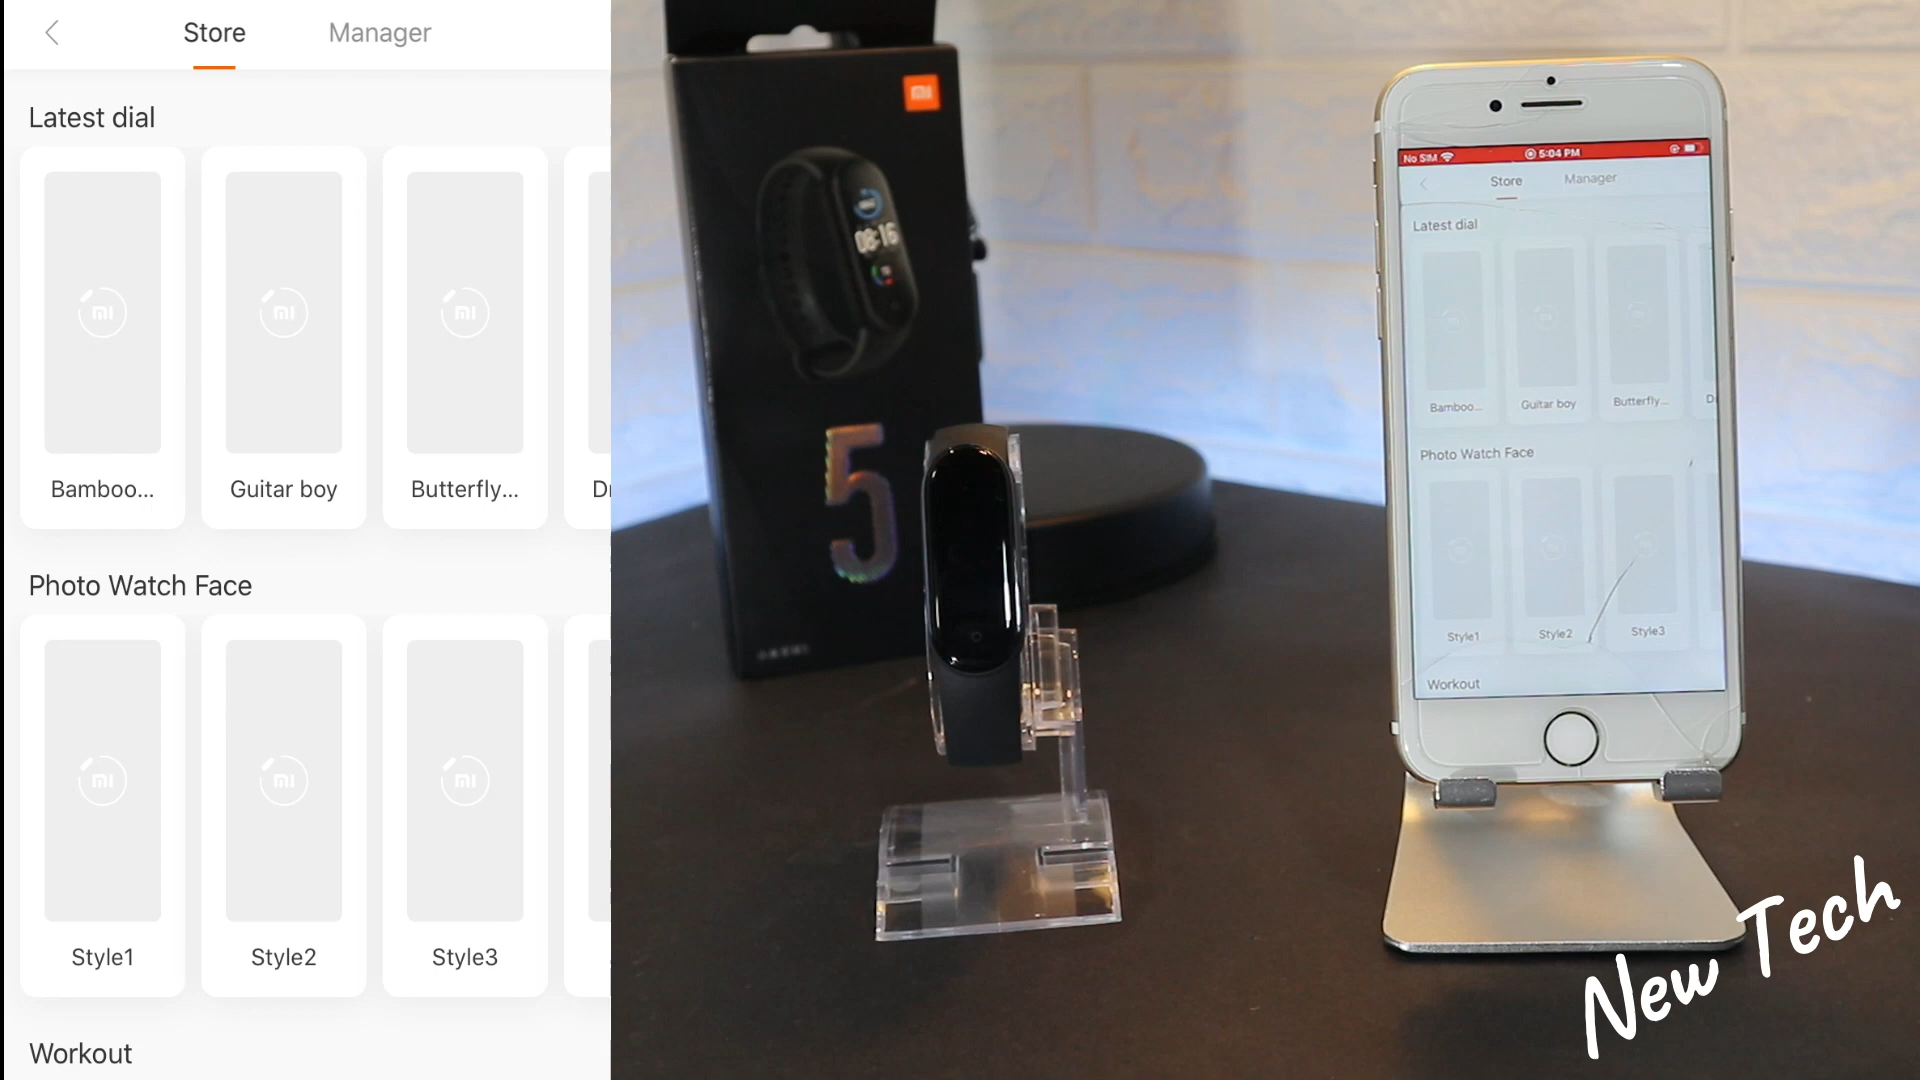 Store
Manager
Latest dial
Bamboo...
Guitar boy
Butterfly...
Photo Watch Face
Style1
Style2
Style3
Workout
08:16
5
No SIM
5:04 PM
Store
Manager
Latest dial
Bamboo...
Guitar boy
Butterfly...
Photo Watch Face
Style1
Style2
Style3
Workout
New Tech